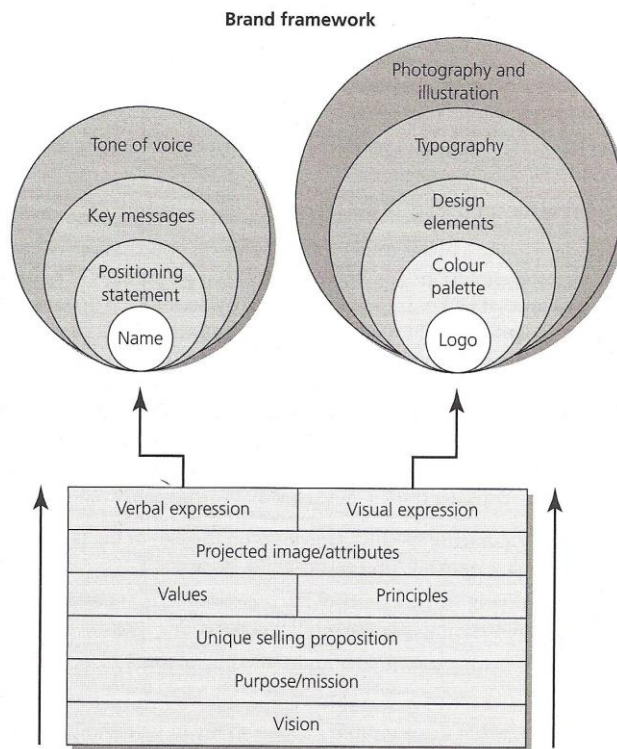 Brand framework
Tone of voice
Key messages
Positioning
statement
Name
Photography and
illustration
Typography
Design
elements
Colour
palette
Logo
Verbal expression
Visual expression
Projected image/attributes
Values
Principles
Unique selling proposition
Purpose/mission
Vision